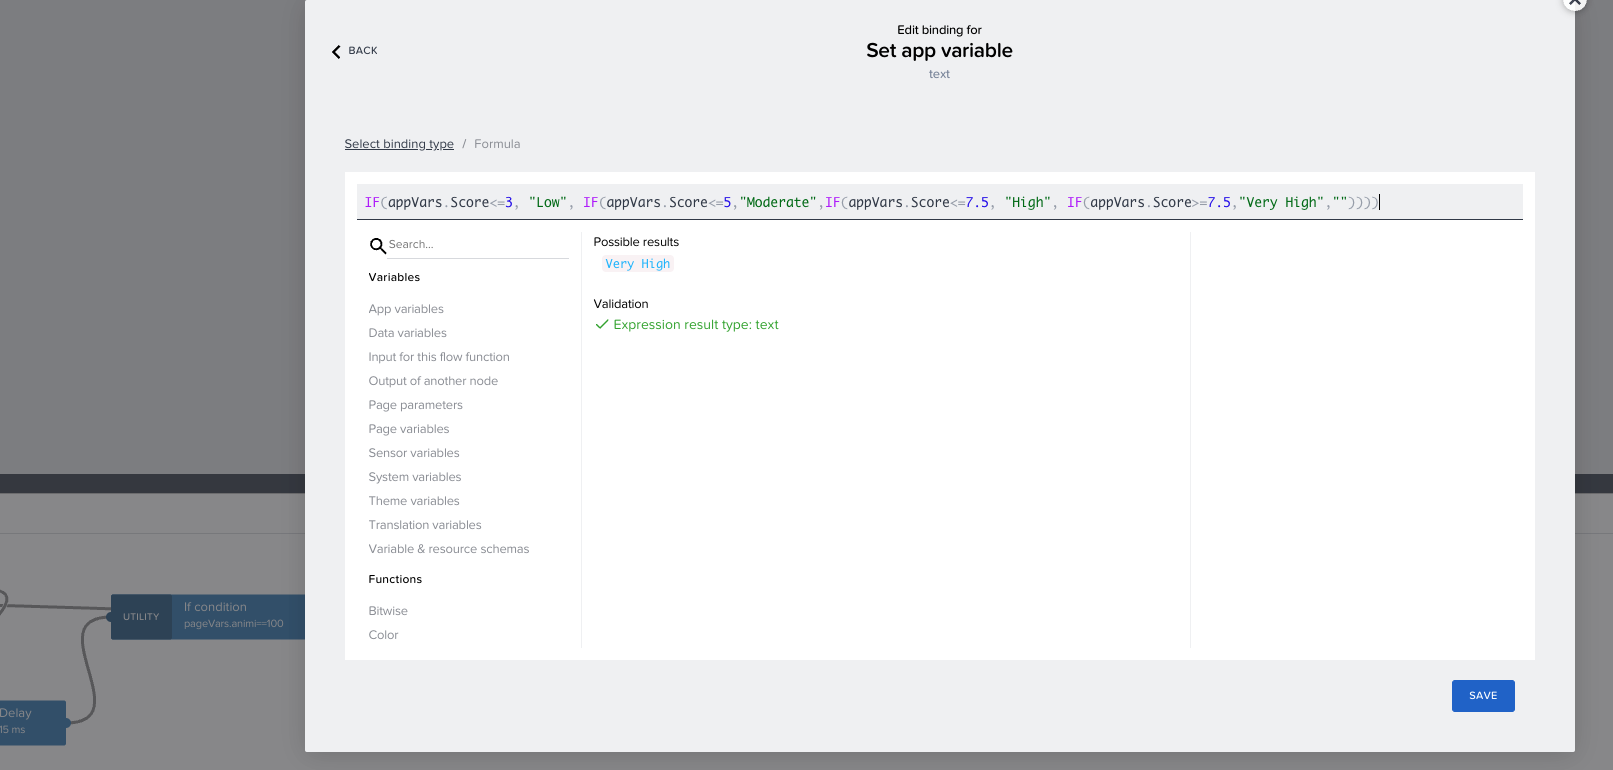 Edit binding for
BACK
Set app variable
text
Select binding type / Formula
IF(appVars.Score<=3, "Low", IF(appVars.Score<=5,"Moderate",IF(appVars.Score<=7.5, "High", IF(appVars.Score>=7.5,"Very High",""))))
Search...
Variables
App variables
Data variables
Input for this flow function
Output of another node
Page parameters
Page variables
Sensor variables
System variables
Theme variables
Translation variables
Variable & resource schemas
Functions
Bitwise
Color
Possible results
Very High
Validation
Expression result type: text
UTILITY
If condition
pageVars.animi==100
Delay
15 ms
SAVE